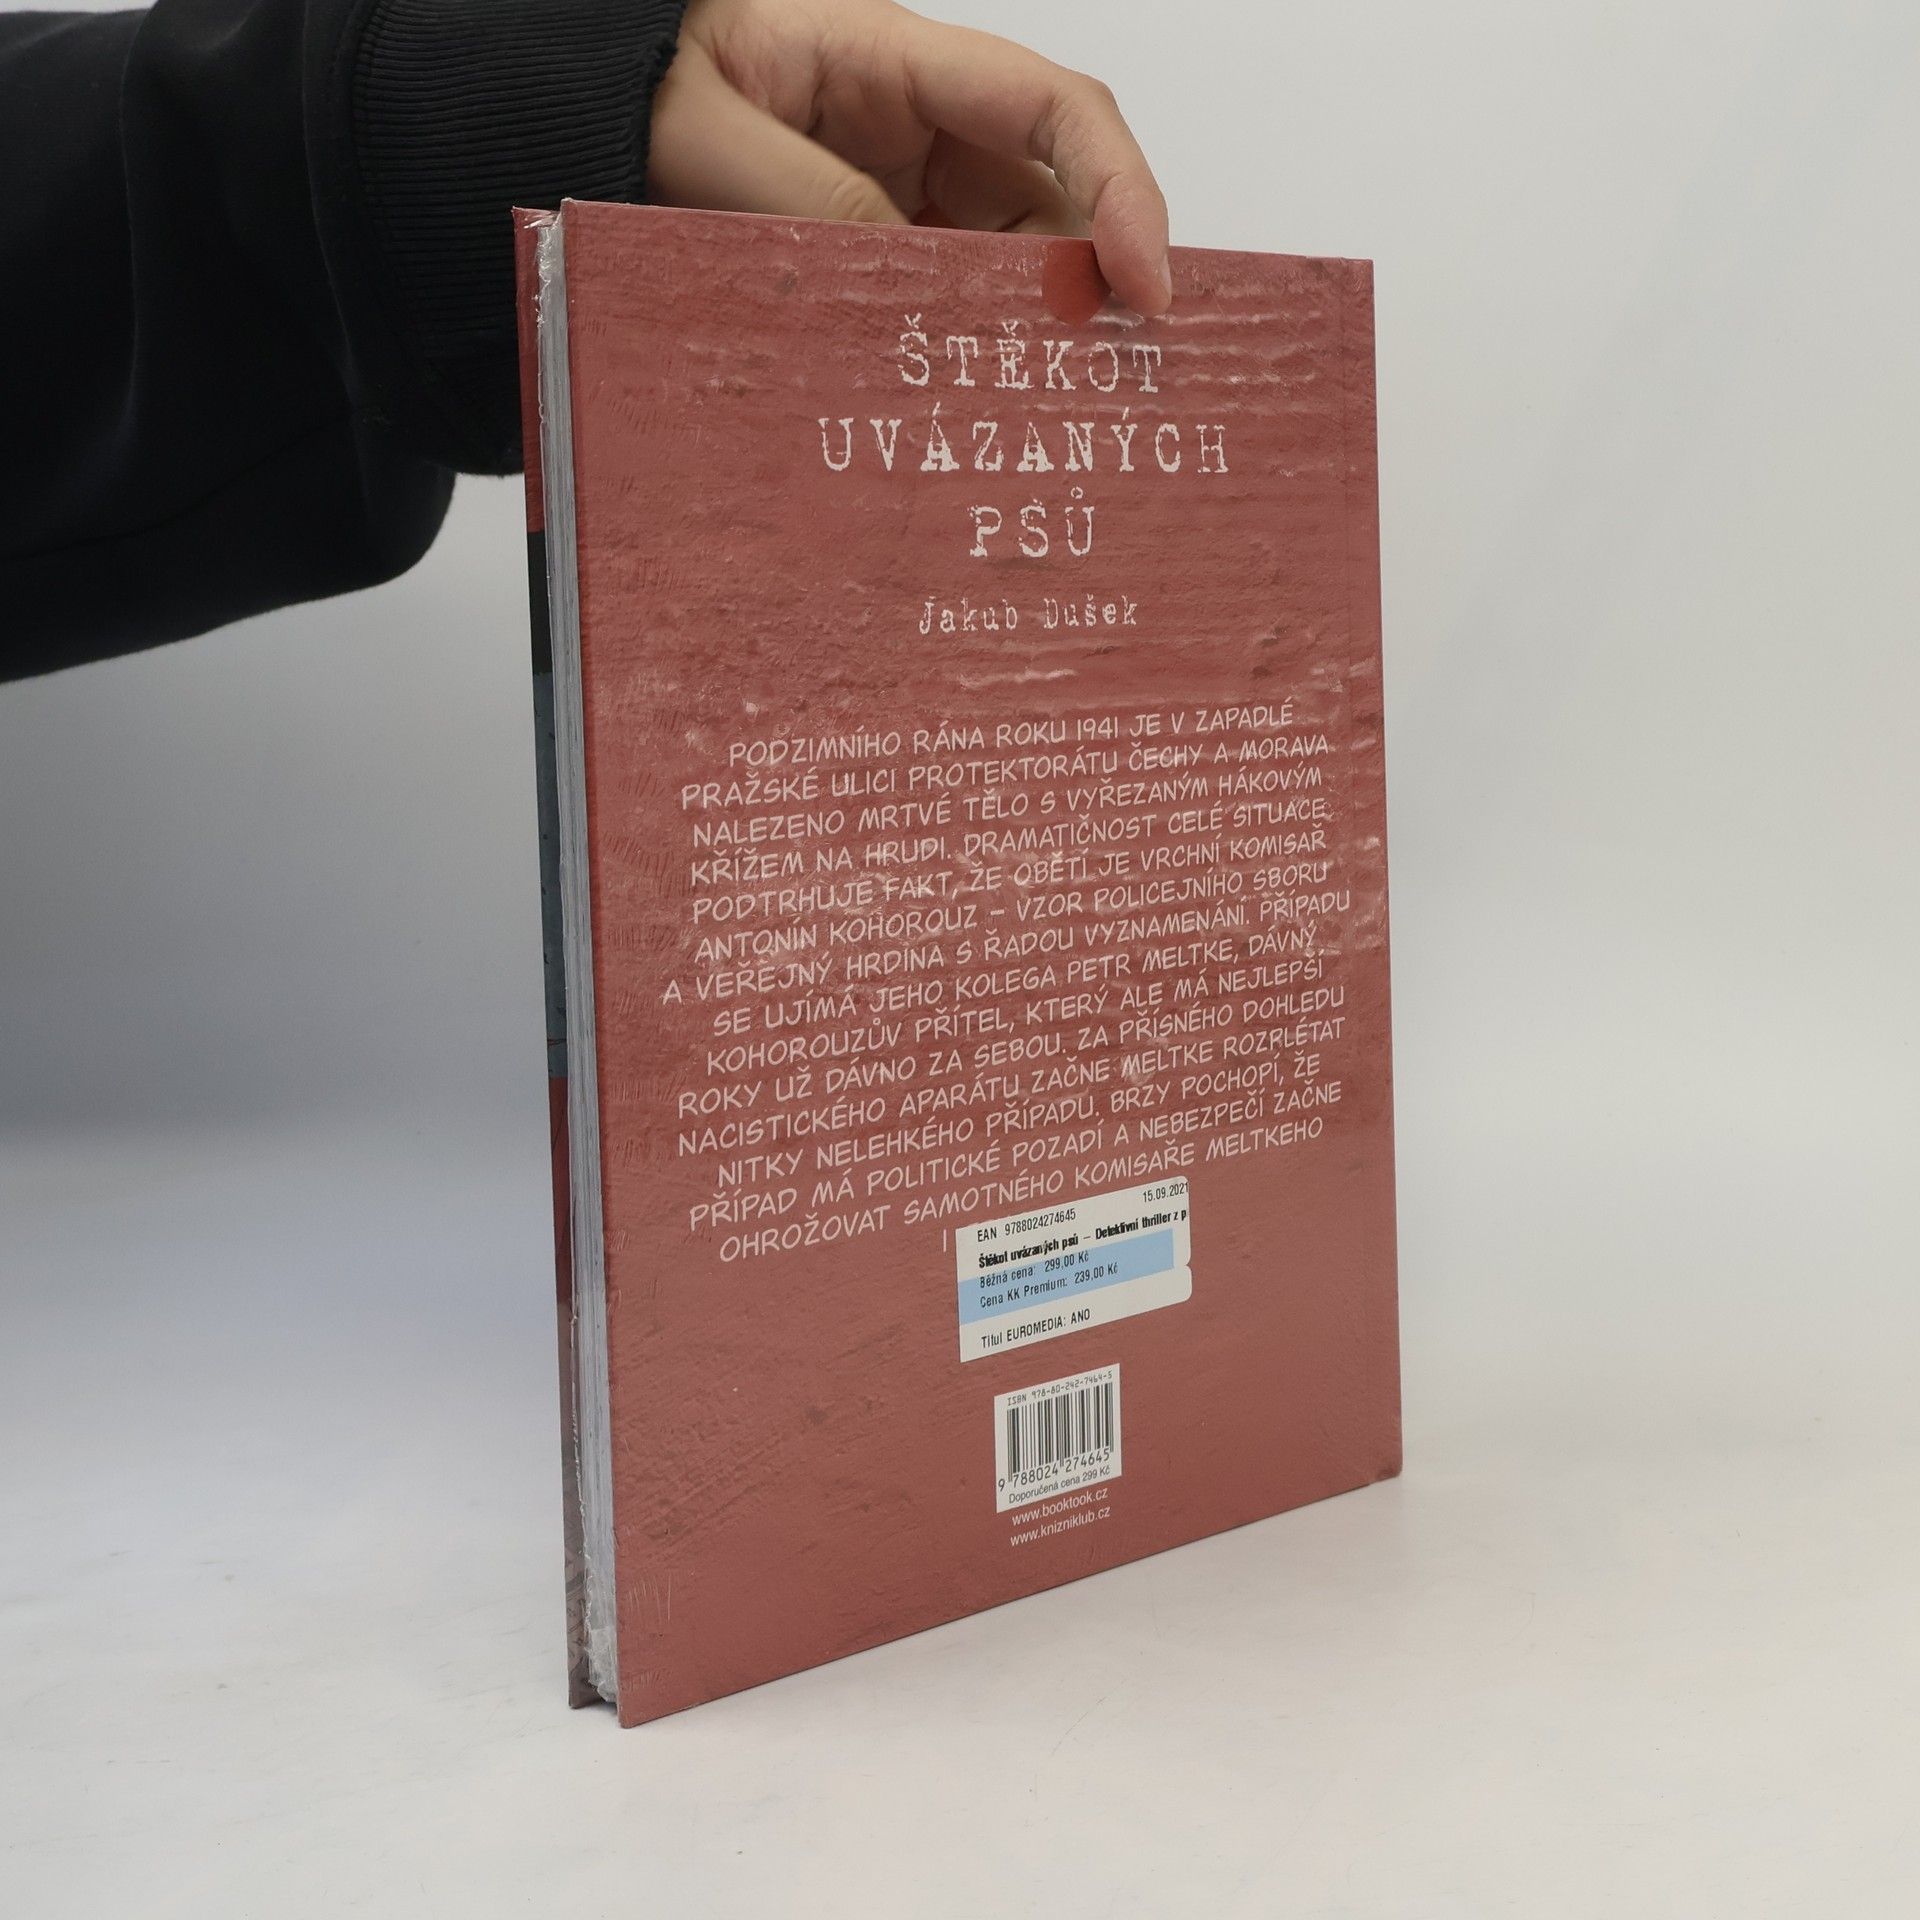 ŠTĚKOT
UVÁZANÝCH
PSŮ
Jakub Dušek
PODZIMNÍHO RÁNA ROKU 1941 JE V ZAPADLÉ
PRAŽSKÉ ULICI PROTEKTORÁTU ČECHY A MORAVA
NALEZENO MRTVÉ TĚLO S VYŘEZANÝM HÁKOVÝM
KŘÍŽEM NA HRUDI. DRAMATIČNOST CELÉ SITUACE
PODTRHUJE FAKT, ŽE OBĚTÍ JE VRCHNÍ KOMISAŘ
ANTONÍN KOHOROUZ – VZOR POLICEJNÍHO SBORU
A VEŘEJNÝ HRDINA S ŘADOU VYZNAMENÁNÍ. PŘÍPADU
SE UJÍMÁ JEHO KOLEGA PETR MELTKE, DÁVNÝ
KOHOROUZŮV PŘÍTEL, KTERÝ ALE MÁ NEJLEPŠÍ
ROKY UŽ DÁVNO ZA SEBOU. ZA PŘÍSNÉHO DOHLEDU
NACISTICKÉHO APARÁTU ZAČNE MELTKE ROZPLÉTAT
NITKY NELEHKÉHO PŘÍPADU. BRZY POCHOPÍ, ŽE
PŘÍPAD MÁ POLITICKÉ POZADÍ A NEBEZPEČÍ ZAČNE
OHROŽOVAT SAMOTNÉHO KOMISAŘE MELTKEHO
I
15.09.2021
EAN 9788024274645
Štěkot uvázaných psů – Detektivní thriller z p
Běžná cena: 299,00 Kč
Cena KK Premium: 239,00 Kč
Titul EUROMEDIA: ANO
ISBN 978-80-242-7464-5
9 788024 274645
Doporučená cena 299 Kč
www.booktook.cz
www.knizniklub.cz